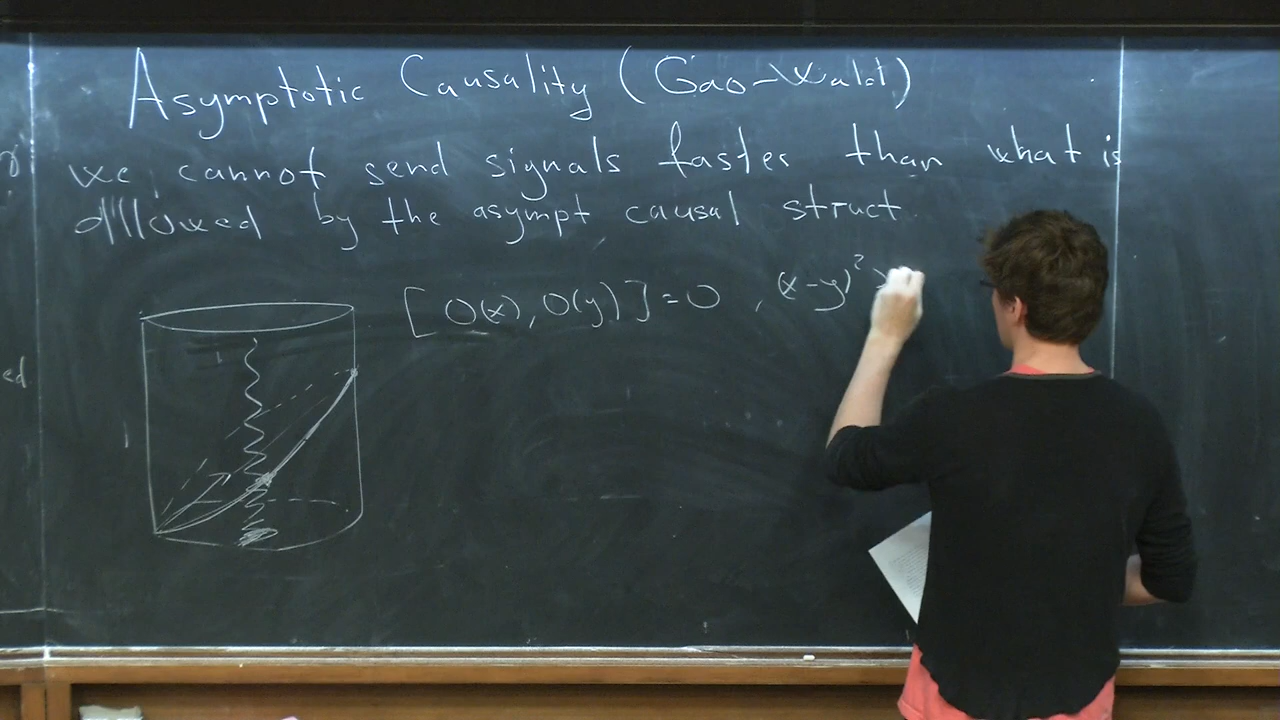 Asymptotic Causality (Gao-Wald)
we cannot send signals faster than what is
allowed by the asympt causal struct.
[O(x), O(y)] = 0 , (x-y)² >
ed